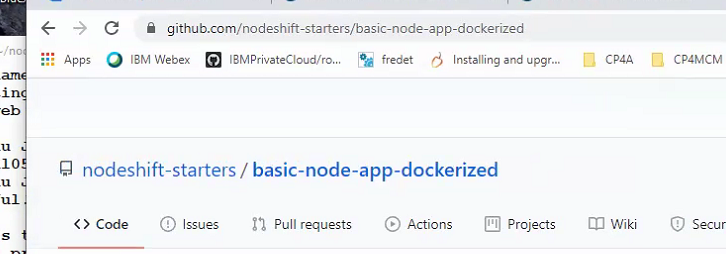 github.com/nodeshift-starters/basic-node-app-dockerized
Apps IBM Webex IBMPrivateCloud/ro... fredet Installing and upgr... CP4A CP4MCM
nodeshift-starters / basic-node-app-dockerized
<> Code Issues Pull requests Actions Projects Wiki Secur